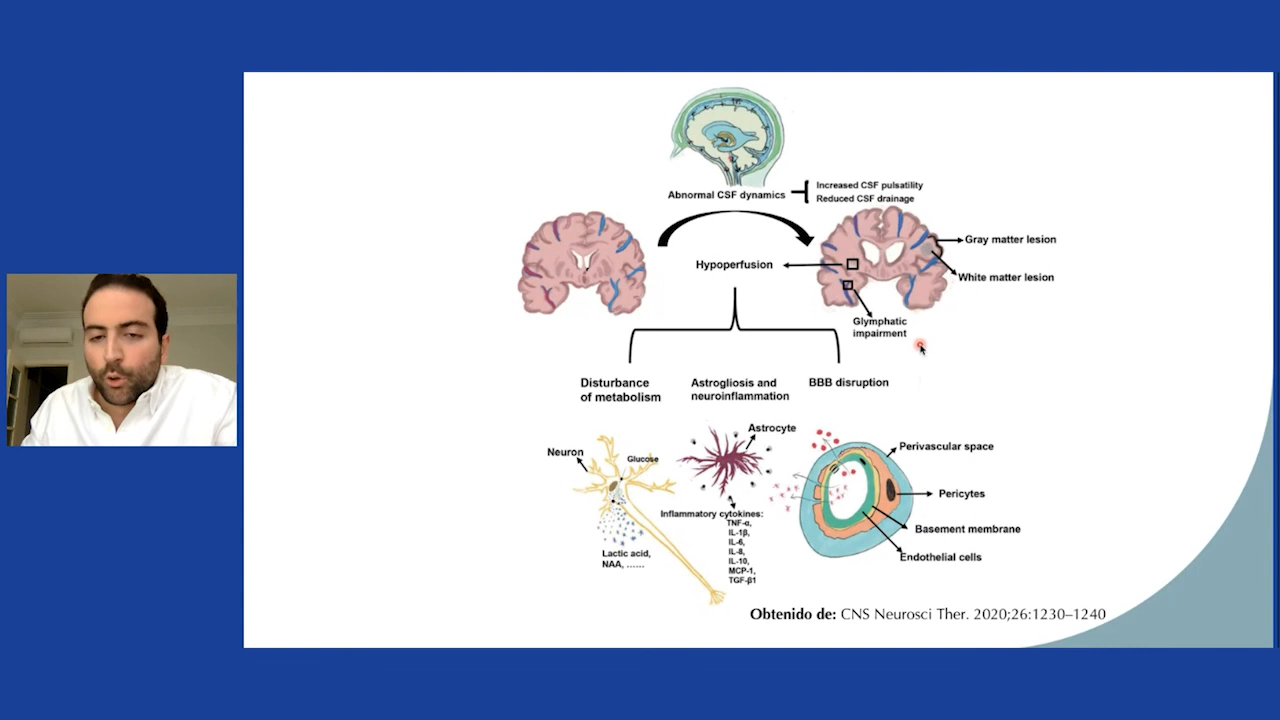 Abnormal CSF dynamics
Increased CSF pulsatility
Reduced CSF drainage
Hypoperfusion
Gray matter lesion
White matter lesion
Glymphatic
impairment
Disturbance
of metabolism
Astrogliosis and
neuroinflammation
BBB disruption
Neuron
Glucose
Lactic acid,
NAA, ......
Astrocyte
Inflammatory cytokines:
TNF-α,
IL-1β,
IL-6,
IL-8,
IL-10,
MCP-1,
TGF-β1
Perivascular space
Pericytes
Basement membrane
Endothelial cells
Obtenido de: CNS Neurosci Ther. 2020;26:1230–1240